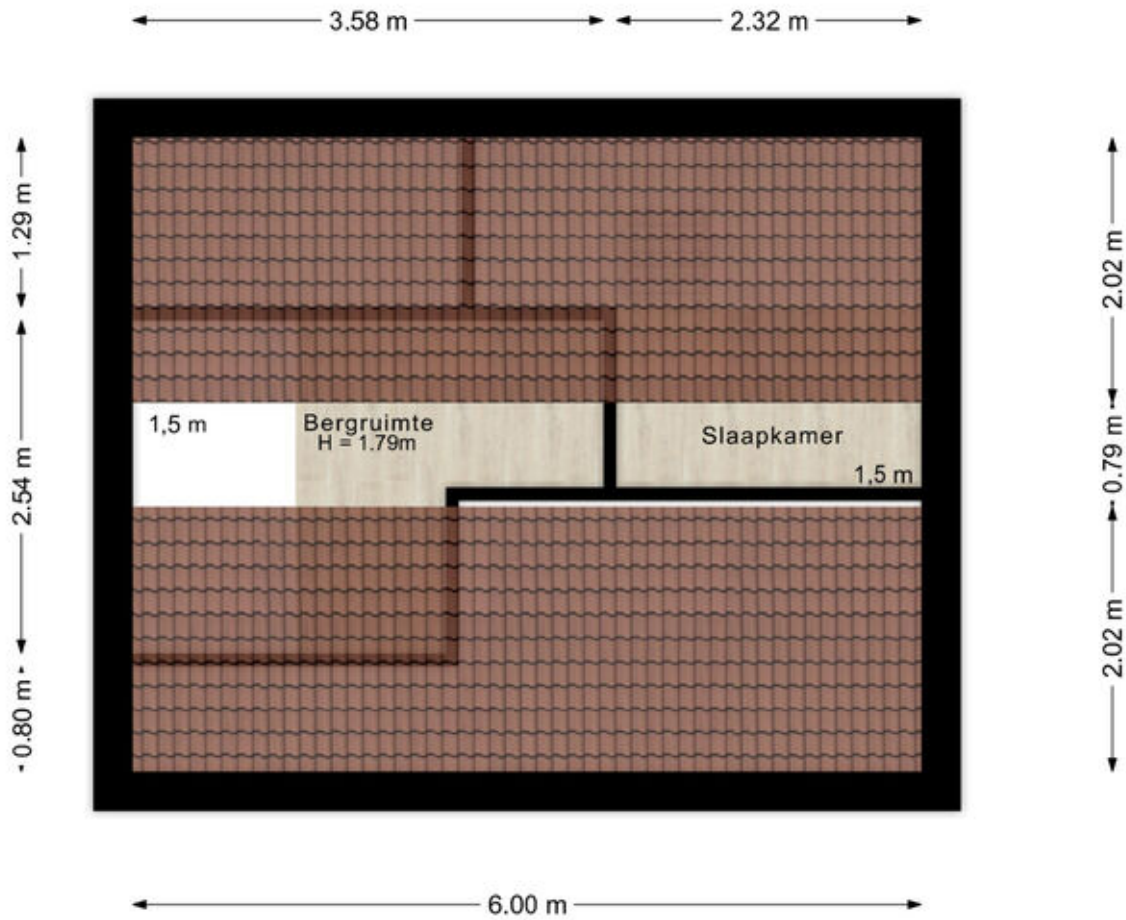 3.58 m
2.32 m
1.29 m
2.54 m
0.80 m
2.02 m
0.79 m
2.02 m
1,5 m
Bergruimte
H = 1.79m
Slaapkamer
1,5 m
6.00 m